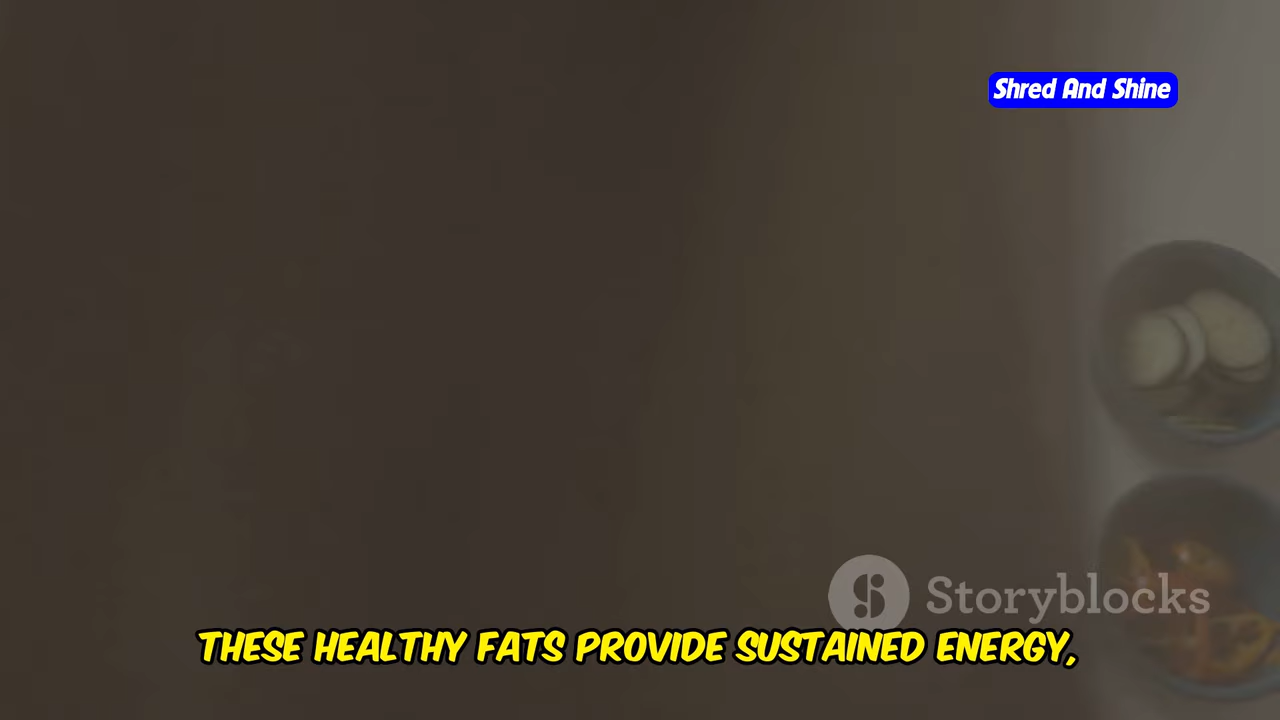 Shred And Shine
Storyblocks
THESE HEALTHY FATS PROVIDE SUSTAINED ENERGY,